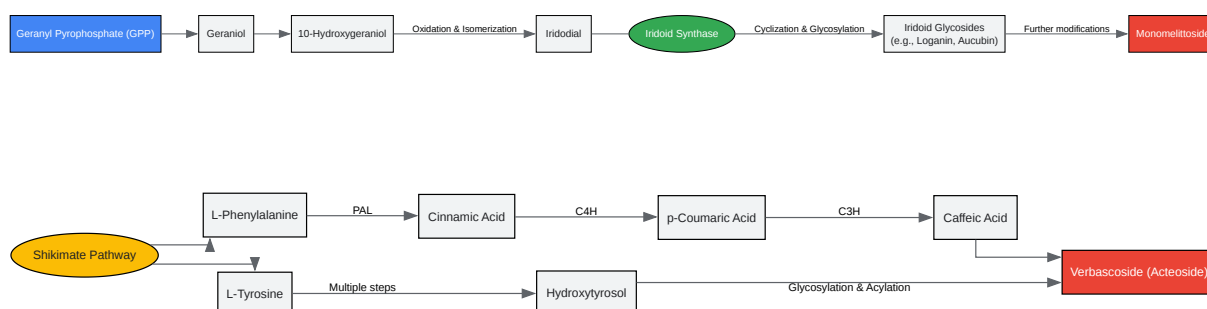 Geranyl Pyrophosphate (GPP)
Geraniol
10-Hydroxygeraniol
Oxidation & Isomerization
Iridodial
Iridoid Synthase
Cyclization & Glycosylation
Iridoid Glycosides
(e.g., Loganin, Aucubin)
Further modifications
Monomelittoside
Shikimate Pathway
L-Phenylalanine
PAL
Cinnamic Acid
C4H
p-Coumaric Acid
C3H
Caffeic Acid
L-Tyrosine
Multiple steps
Hydroxytyrosol
Glycosylation & Acylation
Verbascoside (Acteoside)